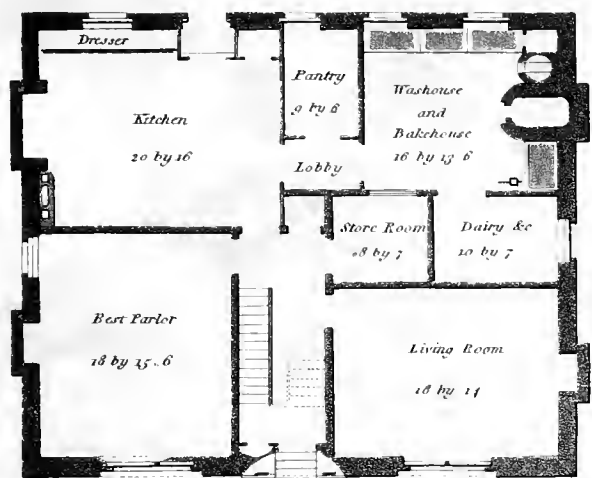 Dresser
Kitchen
20 by 16
Pantry
9 by 6
Lobby
Washouse
and
Bakehouse
16 by 13 6
Store Room
8 by 7
Dairy &c
10 by 7
Best Parlor
18 by 15..6
Living Room
18 by 14